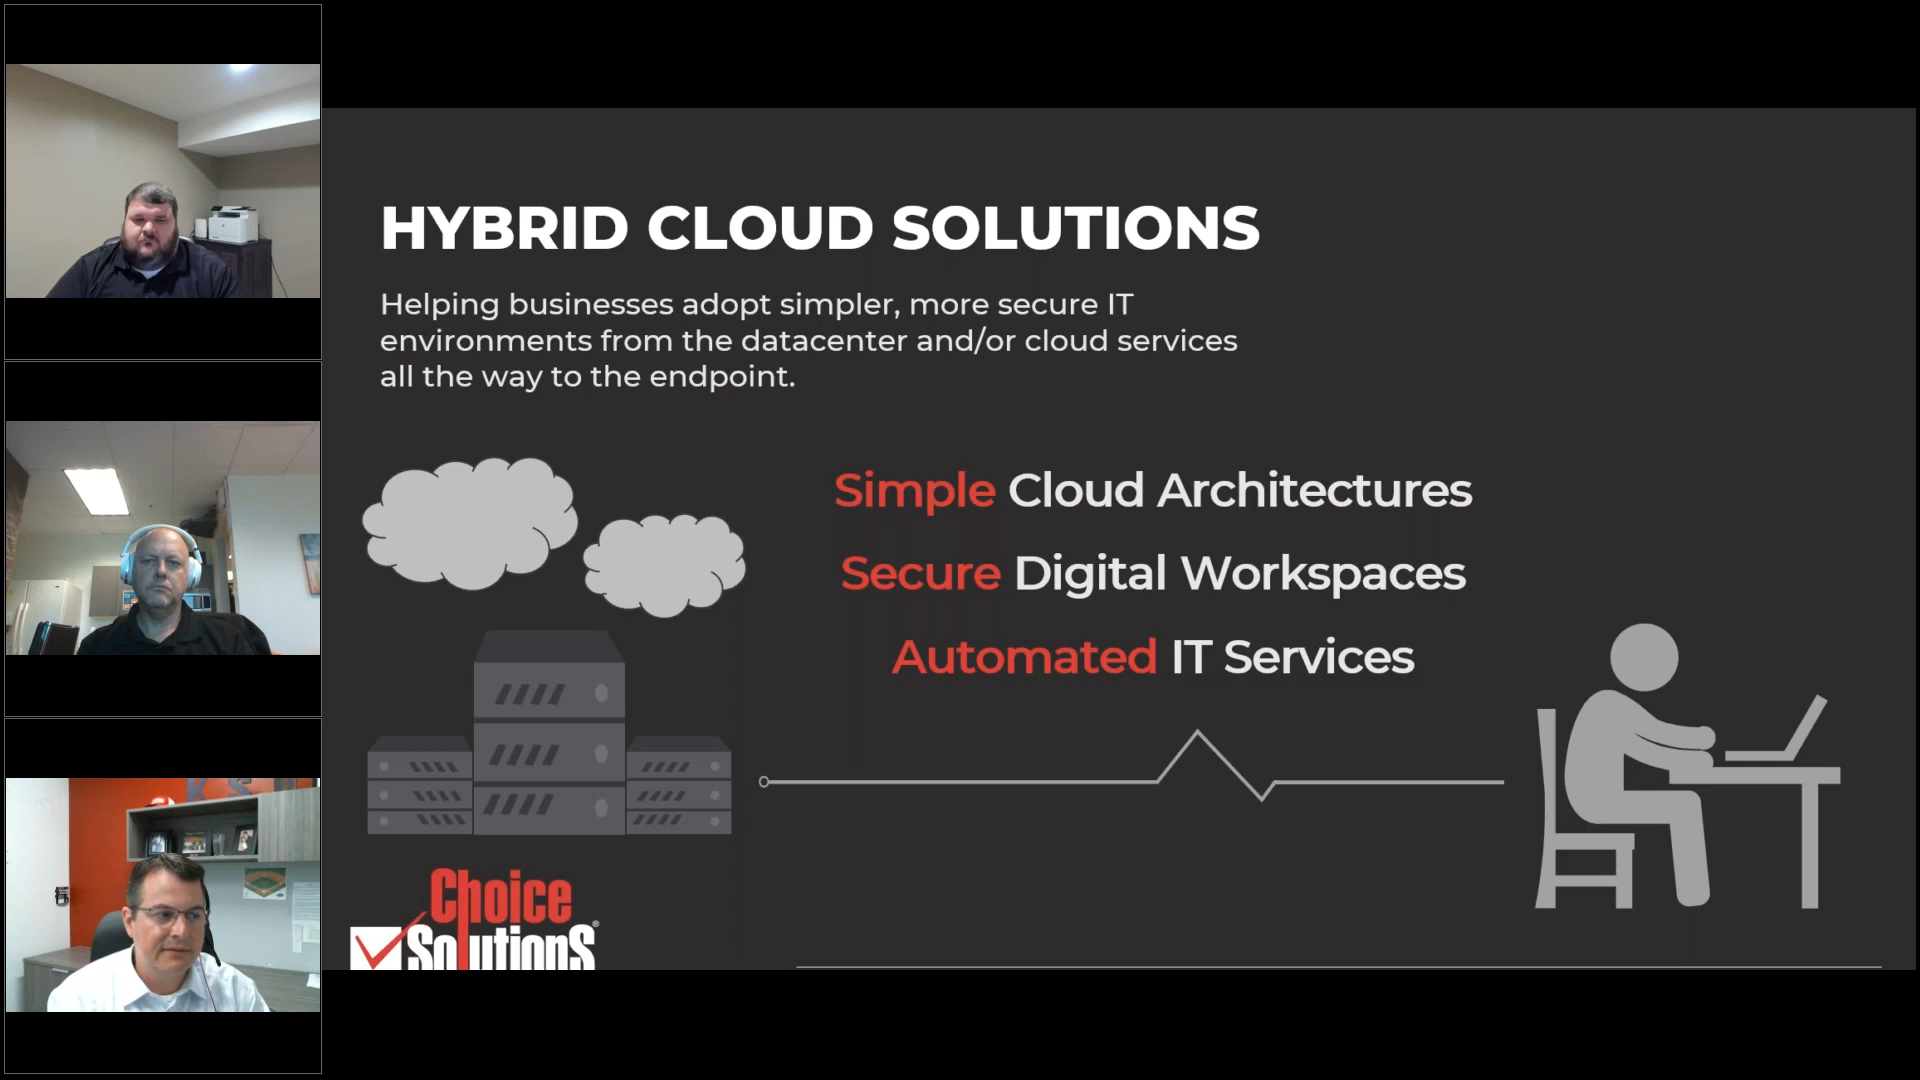 HYBRID CLOUD SOLUTIONS
Helping businesses adopt simpler, more secure IT
environments from the datacenter and/or cloud services
all the way to the endpoint.
Simple Cloud Architectures
Secure Digital Workspaces
Automated IT Services
Choice
Solutions®